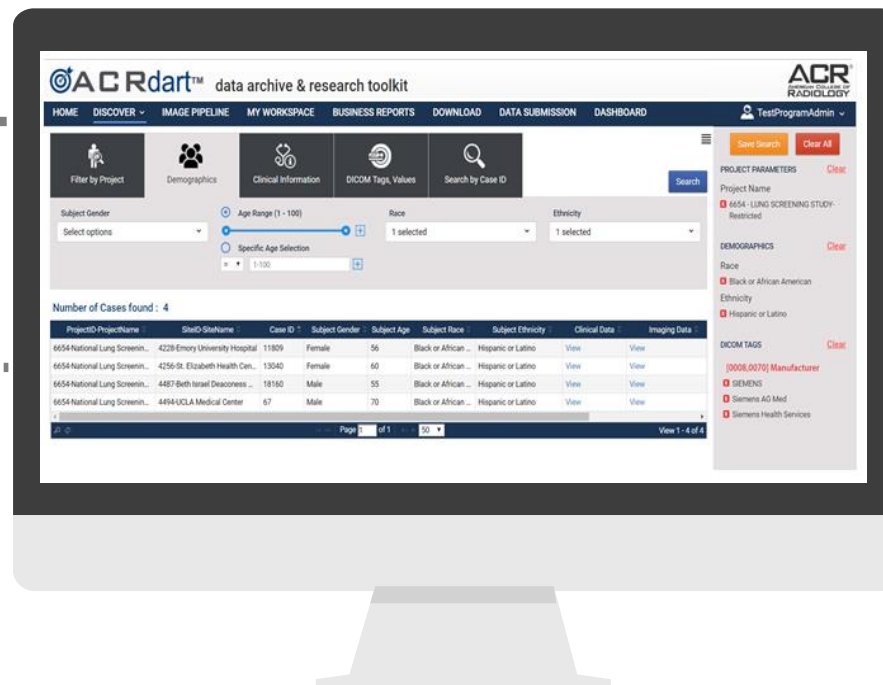 ACRdart™ data archive & research toolkit
ACR
AMERICAN COLLEGE OF
RADIOLOGY
HOME DISCOVER IMAGE PIPELINE MY WORKSPACE BUSINESS REPORTS DOWNLOAD DATA SUBMISSION DASHBOARD TestProgramAdmin
Filter by Project Demographics Clinical Information DICOM Tags, Values Search by Case ID Search
Subject Gender Age Range (1 - 100) Race Ethnicity
Select options 1 selected 1 selected
Specific Age Selection
= 1-100
Number of Cases found : 4
ProjectID-ProjectName SiteID-SiteName Case ID Subject Gender Subject Age Subject Race Subject Ethnicity Clinical Data Imaging Data
6654-National Lung Screenin... 4228-Emory University Hospital 11809 Female 56 Black or African ... Hispanic or Latino View View
6654-National Lung Screenin... 4256-St. Elizabeth Health Cen... 13040 Female 60 Black or African ... Hispanic or Latino View View
6654-National Lung Screenin... 4487-Beth Israel Deaconess ... 18160 Male 55 Black or African ... Hispanic or Latino View View
6654-National Lung Screenin... 4494-UCLA Medical Center 67 Male 70 Black or African ... Hispanic or Latino View View
Page 1 of 1 50 View 1 - 4 of 4
Save Search Clear All
PROJECT PARAMETERS Clear
Project Name
6654 - LUNG SCREENING STUDY-
Restricted
DEMOGRAPHICS Clear
Race
Black or African American
Ethnicity
Hispanic or Latino
DICOM TAGS Clear
[0008,0070] Manufacturer
SIEMENS
Siemens AG Med
Siemens Health Services